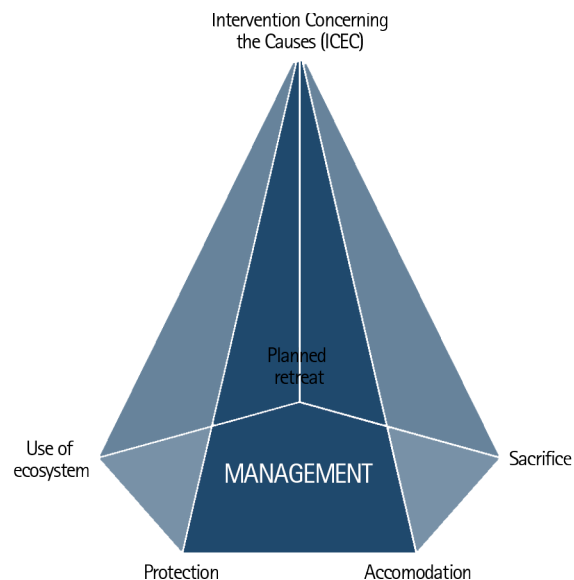 Intervention Concerning
the Causes (ICEC)
Planned
retreat
Use of
ecosystem
MANAGEMENT
Sacrifice
Protection
Accomodation